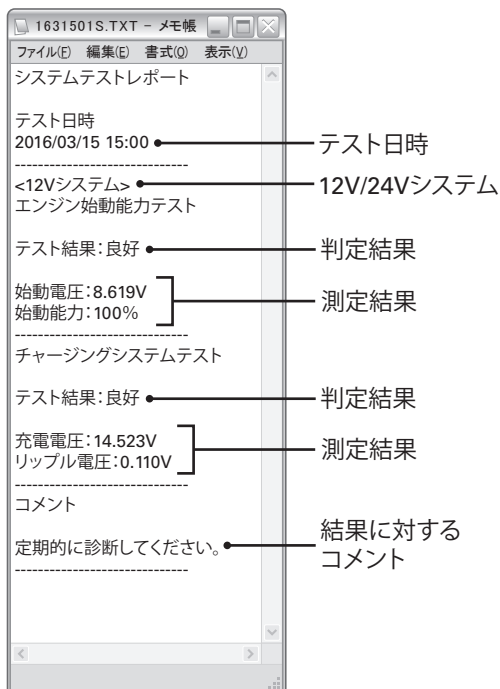 1631501S.TXT - メモ帳
ファイル(F) 編集(E) 書式(O) 表示(V)
システムテストレポート
テスト日時
2016/03/15 15:00
テスト日時
------------------------------
<12Vシステム>
12V/24Vシステム
エンジン始動能力テスト
テスト結果:良好
判定結果
始動電圧:8.619V
始動能力:100%
測定結果
------------------------------
チャージングシステムテスト
テスト結果:良好
判定結果
充電電圧:14.523V
リップル電圧:0.110V
測定結果
------------------------------
コメント
定期的に診断してください。
結果に対する
コメント
------------------------------